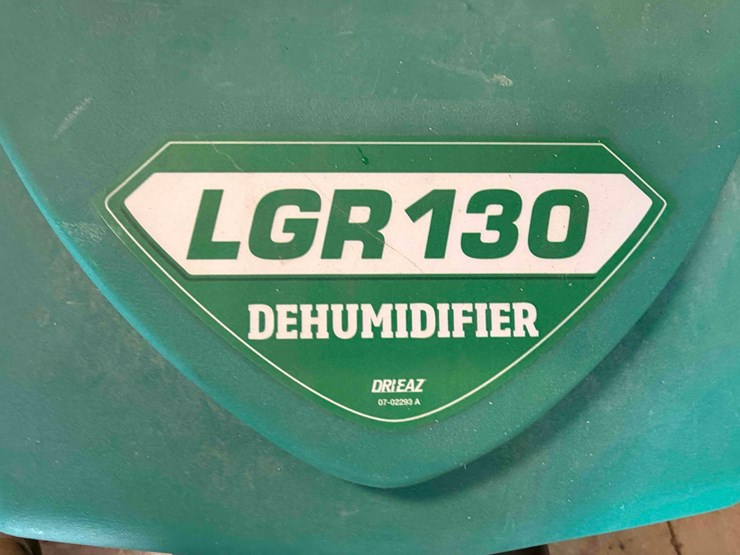 LGR 130
DEHUMIDIFIER
DRIEAZ
07-02293 A